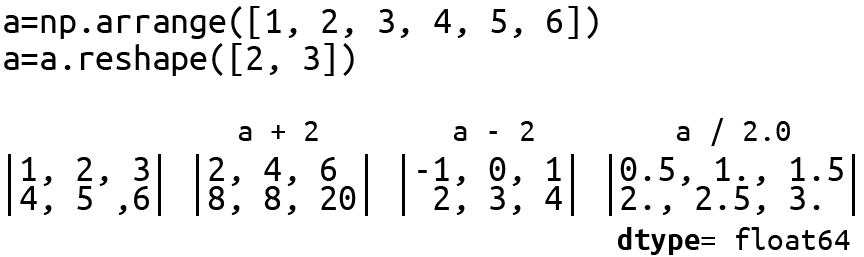 a=np.arrange([1, 2, 3, 4, 5, 6])
a=a.reshape([2, 3])
a + 2 a - 2 a / 2.0
|1, 2, 3| |2, 4, 6 | |-1, 0, 1| |0.5, 1., 1.5|
|4, 5 ,6| |8, 8, 20| | 2, 3, 4| |2., 2.5, 3. |
dtype= float64